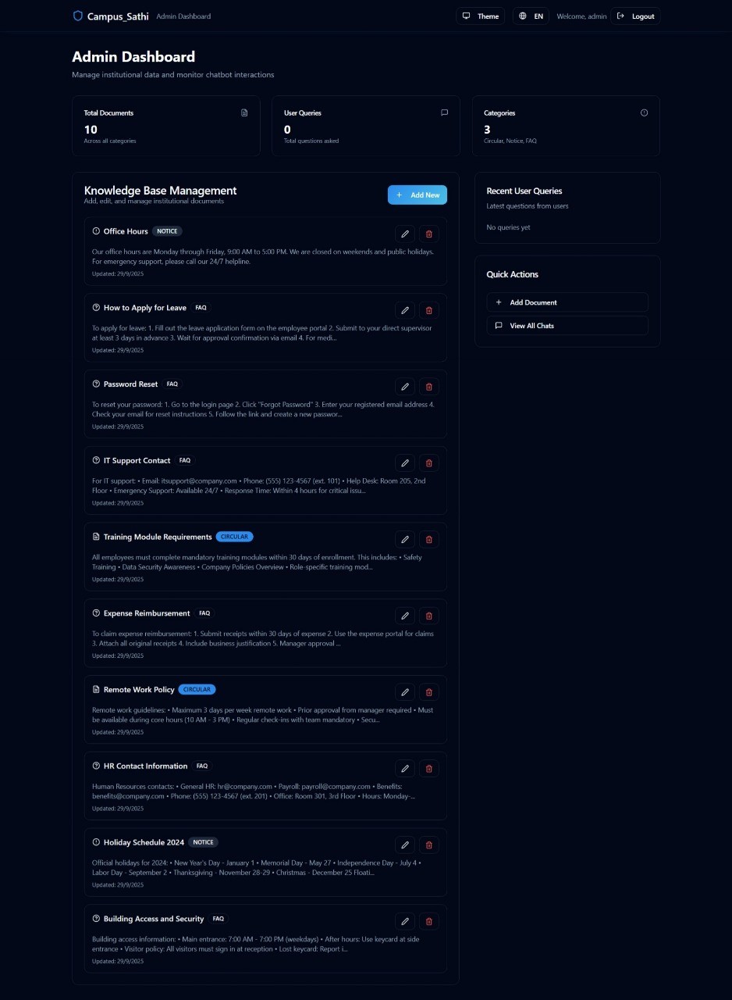 Campus_Sathi Admin Dashboard Theme EN Welcome, admin Logout
Admin Dashboard
Manage institutional data and monitor chatbot interactions
Total Documents
10
Across all categories
User Queries
0
Total questions asked
Categories
3
Circular, Notice, FAQ
Knowledge Base Management
Add, edit, and manage institutional documents
Add New
Office Hours NOTICE
Our office hours are Monday through Friday, 9:00 AM to 5:00 PM. We are closed on weekends and public holidays.
For emergency support, please call our 24/7 helpline.
Updated: 29/9/2025
How to Apply for Leave FAQ
To apply for leave: 1. Fill out the leave application form on the employee portal 2. Submit to your direct supervisor
at least 3 days in advance 3. Wait for approval confirmation via email 4. For medi...
Updated: 29/9/2025
Password Reset FAQ
To reset your password: 1. Go to the login page 2. Click "Forgot Password" 3. Enter your registered email address 4.
Check your email for reset instructions 5. Follow the link and create a new passwor...
Updated: 29/9/2025
IT Support Contact FAQ
For IT support: • Email: itsupport@company.com • Phone: (555) 123-4567 (ext. 101) • Help Desk: Room 205, 2nd
Floor • Emergency Support: Available 24/7 • Response Time: Within 4 hours for critical issu...
Updated: 29/9/2025
Training Module Requirements CIRCULAR
All employees must complete mandatory training modules within 30 days of enrollment. This includes: • Safety
Training • Data Security Awareness • Company Policies Overview • Role-specific training mod...
Updated: 29/9/2025
Expense Reimbursement FAQ
To claim expense reimbursement: 1. Submit receipts within 30 days of expense 2. Use the expense portal for claims
3. Attach all original receipts 4. Include business justification 5. Manager approval ...
Updated: 29/9/2025
Remote Work Policy CIRCULAR
Remote work guidelines: • Maximum 3 days per week remote work • Prior approval from manager required • Must
be available during core hours (10 AM - 3 PM) • Regular check-ins with team mandatory • Secu...
Updated: 29/9/2025
HR Contact Information FAQ
Human Resources contacts: • General HR: hr@company.com • Payroll: payroll@company.com • Benefits:
benefits@company.com • Phone: (555) 123-4567 (ext. 201) • Office: Room 301, 3rd Floor • Hours: Monday-...
Updated: 29/9/2025
Holiday Schedule 2024 NOTICE
Official holidays for 2024: • New Year's Day - January 1 • Memorial Day - May 27 • Independence Day - July 4 •
Labor Day - September 2 • Thanksgiving - November 28-29 • Christmas - December 25 Floati...
Updated: 29/9/2025
Building Access and Security FAQ
Building access information: • Main entrance: 7:00 AM - 7:00 PM (weekdays) • After hours: Use keycard at side
entrance • Visitor policy: All visitors must sign in at reception • Lost keycard: Report i...
Updated: 29/9/2025
Recent User Queries
Latest questions from users
No queries yet
Quick Actions
Add Document
View All Chats